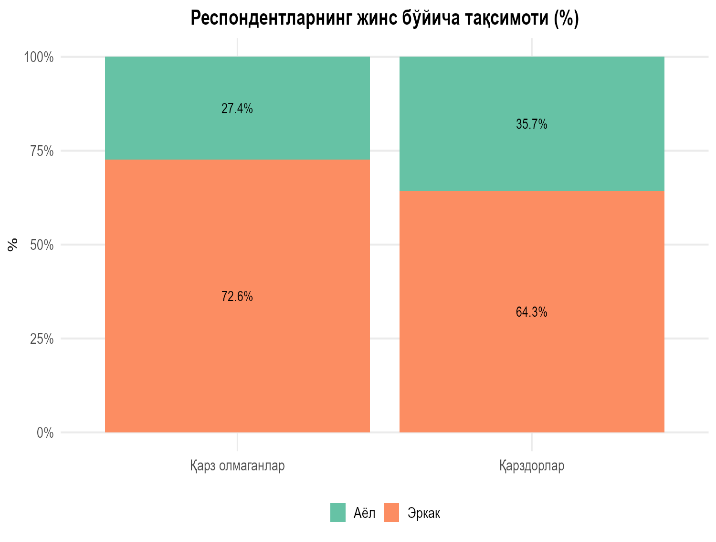 Респондентларнинг жинс бўйича тақсимоти (%)
100%
75%
50%
25%
0%
%
27.4%
35.7%
72.6%
64.3%
Қарз олмаганлар
Қарздорлар
Аёл
Эркак